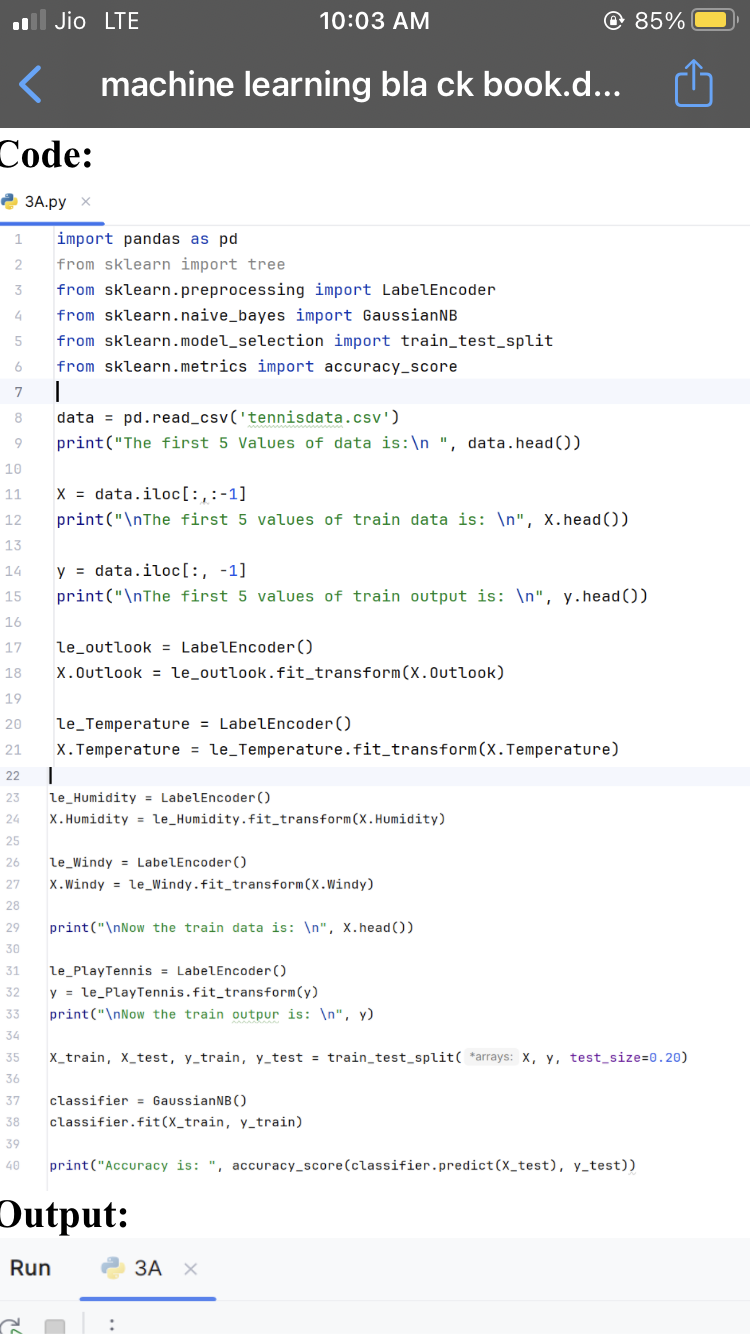 Jio LTE 10:03 AM 85%
machine learning bla ck book.d...
Code:
3A.py ×
1 import pandas as pd
2 from sklearn import tree
3 from sklearn.preprocessing import LabelEncoder
4 from sklearn.naive_bayes import GaussianNB
5 from sklearn.model_selection import train_test_split
6 from sklearn.metrics import accuracy_score
7
8 data = pd.read_csv('tennisdata.csv')
9 print("The first 5 Values of data is:\n ", data.head())
10
11 X = data.iloc[:,:-1]
12 print("\nThe first 5 values of train data is: \n", X.head())
13
14 y = data.iloc[:, -1]
15 print("\nThe first 5 values of train output is: \n", y.head())
16
17 le_outlook = LabelEncoder()
18 X.Outlook = le_outlook.fit_transform(X.Outlook)
19
20 le_Temperature = LabelEncoder()
21 X.Temperature = le_Temperature.fit_transform(X.Temperature)
22
23 le_Humidity = LabelEncoder()
24 X.Humidity = le_Humidity.fit_transform(X.Humidity)
25
26 le_Windy = LabelEncoder()
27 X.Windy = le_Windy.fit_transform(X.Windy)
28
29 print("\nNow the train data is: \n", X.head())
30
31 le_PlayTennis = LabelEncoder()
32 y = le_PlayTennis.fit_transform(y)
33 print("\nNow the train outpur is: \n", y)
34
35 X_train, X_test, y_train, y_test = train_test_split( *arrays: X, y, test_size=0.20)
36
37 classifier = GaussianNB()
38 classifier.fit(X_train, y_train)
39
40 print("Accuracy is: ", accuracy_score(classifier.predict(X_test), y_test))
Output:
Run 3A ×